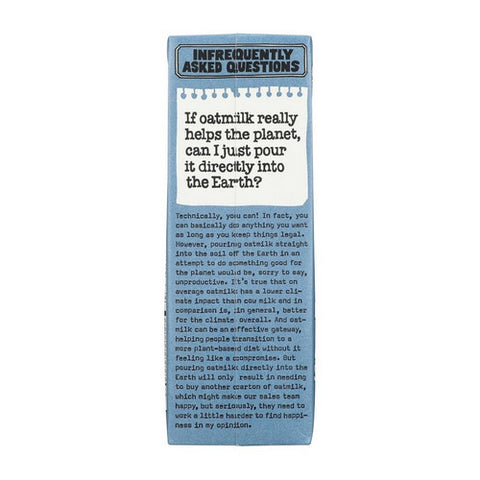 INFREQUENTLY
ASKED QUESTIONS
If oatmilk really
helps the planet,
can I just pour
it directly into
the Earth?
Technically, you can! In fact, you
can basically do anything you want
as long as you keep things legal.
However, pouring oatmilk straight
into the soil off the Earth in an
attempt to do something good for
the planet would be, sorry to say,
unproductive. It's true that on
average oatmilk has a lower cli-
mate impact than cow milk and in
comparison is, in general, better
for the climate overall. And oat-
milk can be an effective gateway,
helping people transition to a
more plant-based diet without it
feeling like a compromise. But
pouring oatmilk directly into the
Earth will only result in needing
to buy another carton of oatmilk,
which might make our sales team
happy, but seriously, they need to
work a little harder to find happi-
ness in my opinion.